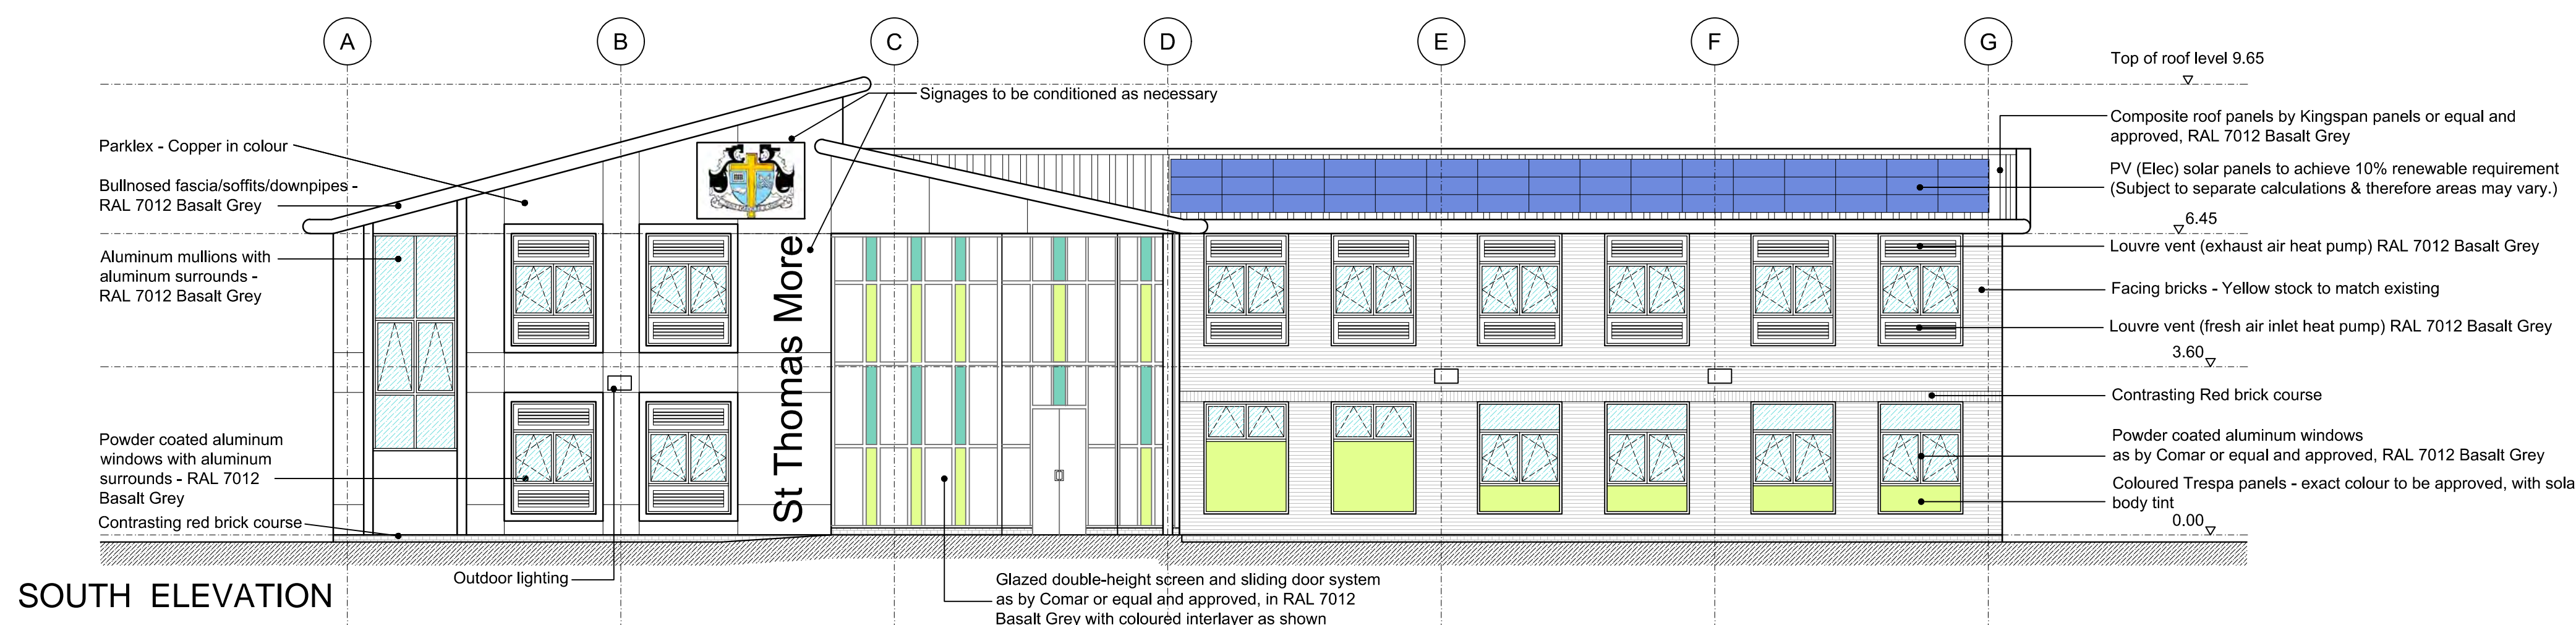 A
B
C
D
E
F
G
Top of roof level 9.65
Signages to be conditioned as necessary
Parklex - Copper in colour
Bullnosed fascia/soffits/downpipes -
RAL 7012 Basalt Grey
Aluminum mullions with
aluminum surrounds -
RAL 7012 Basalt Grey
Powder coated aluminum
windows with aluminum
surrounds - RAL 7012
Basalt Grey
Contrasting red brick course
St Thomas More
Composite roof panels by Kingspan panels or equal and
approved, RAL 7012 Basalt Grey
PV (Elec) solar panels to achieve 10% renewable requirement
(Subject to separate calculations & therefore areas may vary.)
6.45
Louvre vent (exhaust air heat pump) RAL 7012 Basalt Grey
Facing bricks - Yellow stock to match existing
Louvre vent (fresh air inlet heat pump) RAL 7012 Basalt Grey
3.60
Contrasting Red brick course
Powder coated aluminum windows
as by Comar or equal and approved, RAL 7012 Basalt Grey
Coloured Trespa panels - exact colour to be approved, with sola
body tint
0.00
Outdoor lighting
Glazed double-height screen and sliding door system
as by Comar or equal and approved, in RAL 7012
Basalt Grey with coloured interlayer as shown
SOUTH ELEVATION